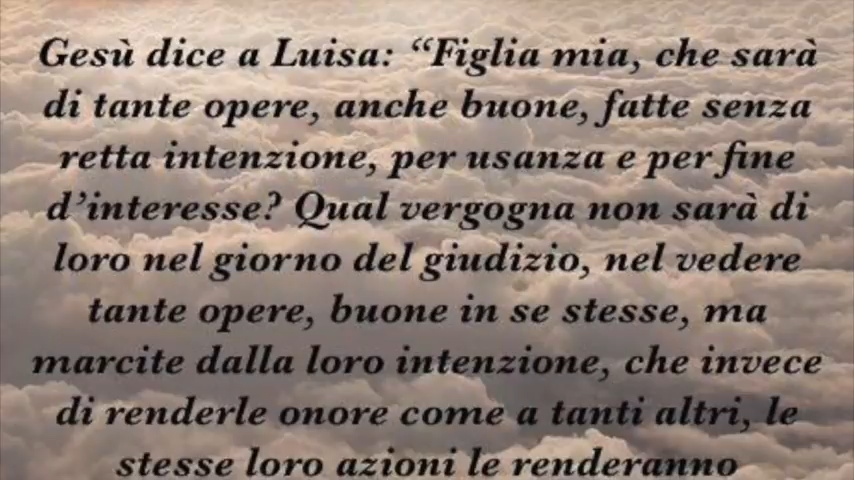 Gesù dice a Luisa: “Figlia mia, che sarà
di tante opere, anche buone, fatte senza
retta intenzione, per usanza e per fine
d’interesse? Qual vergogna non sarà di
loro nel giorno del giudizio, nel vedere
tante opere, buone in se stesse, ma
marcite dalla loro intenzione, che invece
di renderle onore come a tanti altri, le
stesse loro azioni le renderanno